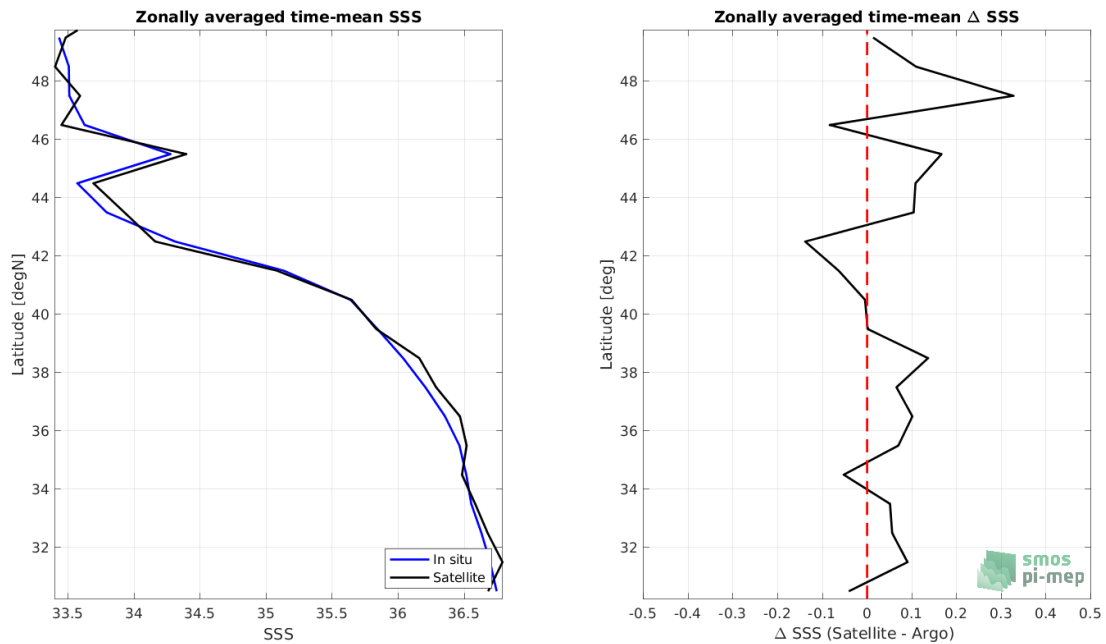 Zonally averaged time-mean SSS
Latitude [degN]
48
46
44
42
40
38
36
34
32
33.5 34 34.5 35 35.5 36 36.5
SSS
In situ
Satellite
Zonally averaged time-mean Δ SSS
Latitude [deg]
48
46
44
42
40
38
36
34
32
-0.5 -0.4 -0.3 -0.2 -0.1 0 0.1 0.2 0.3 0.4 0.5
Δ SSS (Satellite - Argo)
smos
pi-mep